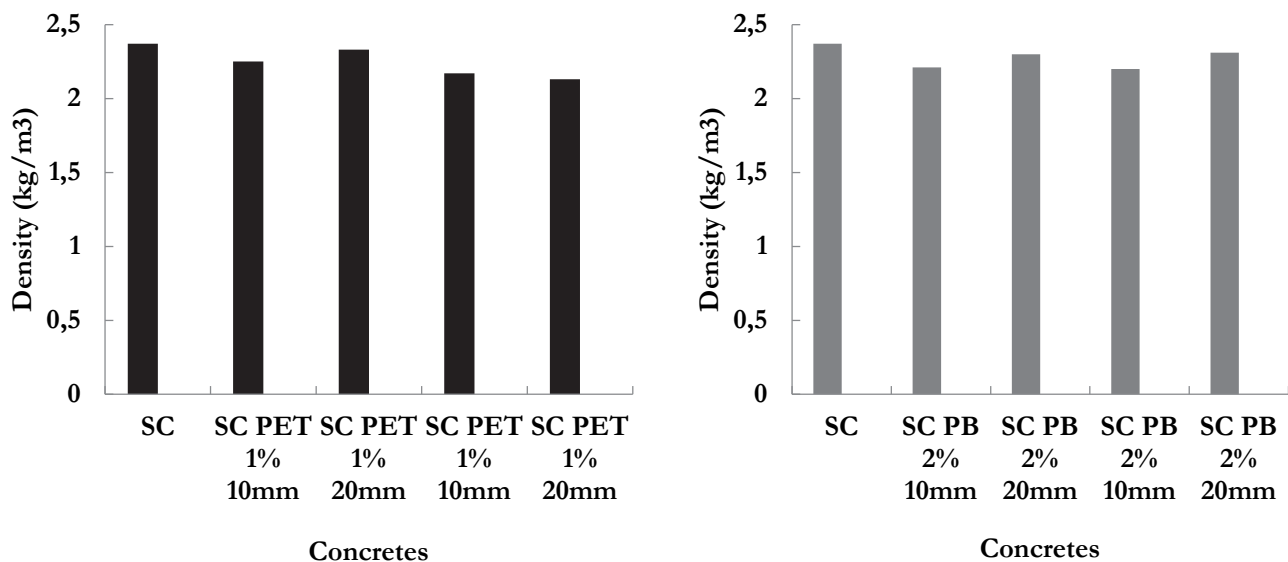 Density (kg/m3)
2,5
2
1,5
1
0,5
0
SC
SC PET
1%
10mm
SC PET
1%
20mm
SC PET
1%
10mm
SC PET
1%
20mm
Concretes
Density (kg/m3)
2,5
2
1,5
1
0,5
0
SC
SC PB
2%
10mm
SC PB
2%
20mm
SC PB
2%
10mm
SC PB
2%
20mm
Concretes